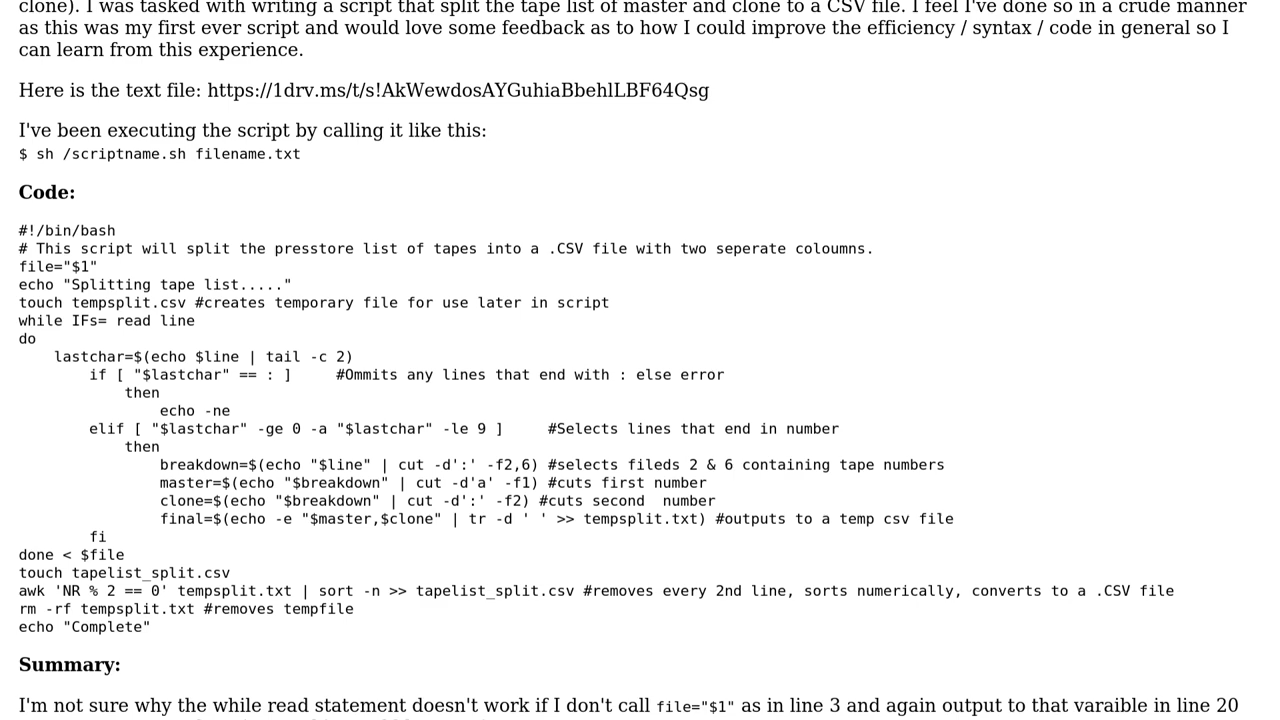 clone). I was tasked with writing a script that split the tape list of master and clone to a CSV file. I feel I've done so in a crude manner
as this was my first ever script and would love some feedback as to how I could improve the efficiency / syntax / code in general so I
can learn from this experience.
Here is the text file: https://1drv.ms/t/s!AkWewdosAYGuhiaBbehlLBF64Qsg
I've been executing the script by calling it like this:
$ sh /scriptname.sh filename.txt
Code:
#!/bin/bash
# This script will split the presstore list of tapes into a .CSV file with two seperate coloumns.
file="$1"
echo "Splitting tape list....."
touch tempsplit.csv #creates temporary file for use later in script
while IFs= read line
do
    lastchar=$(echo $line | tail -c 2)
        if [ "$lastchar" == : ]     #Ommits any lines that end with : else error
            then
                echo -ne
        elif [ "$lastchar" -ge 0 -a "$lastchar" -le 9 ]     #Selects lines that end in number
            then
                breakdown=$(echo "$line" | cut -d':' -f2,6) #selects fileds 2 & 6 containing tape numbers
                master=$(echo "$breakdown" | cut -d'a' -f1) #cuts first number
                clone=$(echo "$breakdown" | cut -d':' -f2) #cuts second  number
                final=$(echo -e "$master,$clone" | tr -d ' ' >> tempsplit.txt) #outputs to a temp csv file
        fi
done < $file
touch tapelist_split.csv
awk 'NR % 2 == 0' tempsplit.txt | sort -n >> tapelist_split.csv #removes every 2nd line, sorts numerically, converts to a .CSV file
rm -rf tempsplit.txt #removes tempfile
echo "Complete"
Summary:
I'm not sure why the while read statement doesn't work if I don't call file="$1" as in line 3 and again output to that varaible in line 20